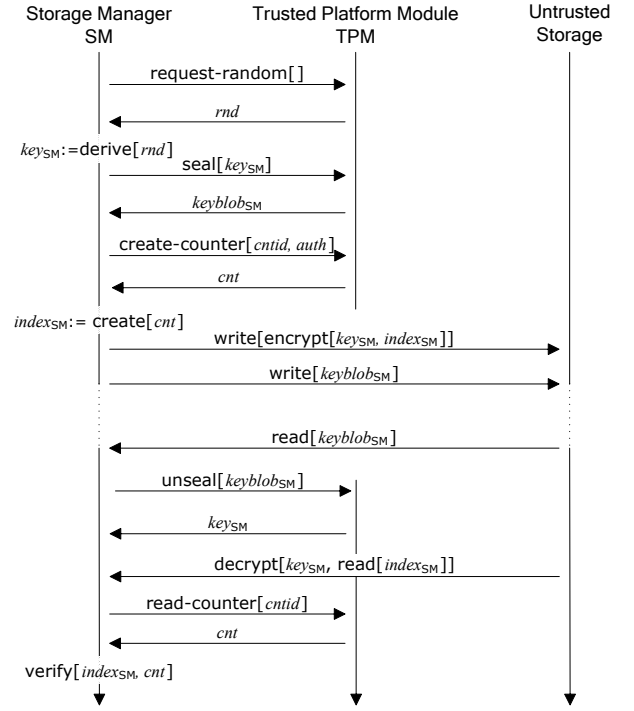 Storage Manager
SM
Trusted Platform Module
TPM
Untrusted
Storage
request-random[]
rnd
keySM:=derive[rnd]
seal[keySM]
keyblobSM
create-counter[cntid, auth]
cnt
indexSM:= create[cnt]
write[encrypt[keySM, indexSM]]
write[keyblobSM]
read[keyblobSM]
unseal[keyblobSM]
keySM
decrypt[keySM, read[indexSM]]
read-counter[cntid]
cnt
verify[indexSM, cnt]